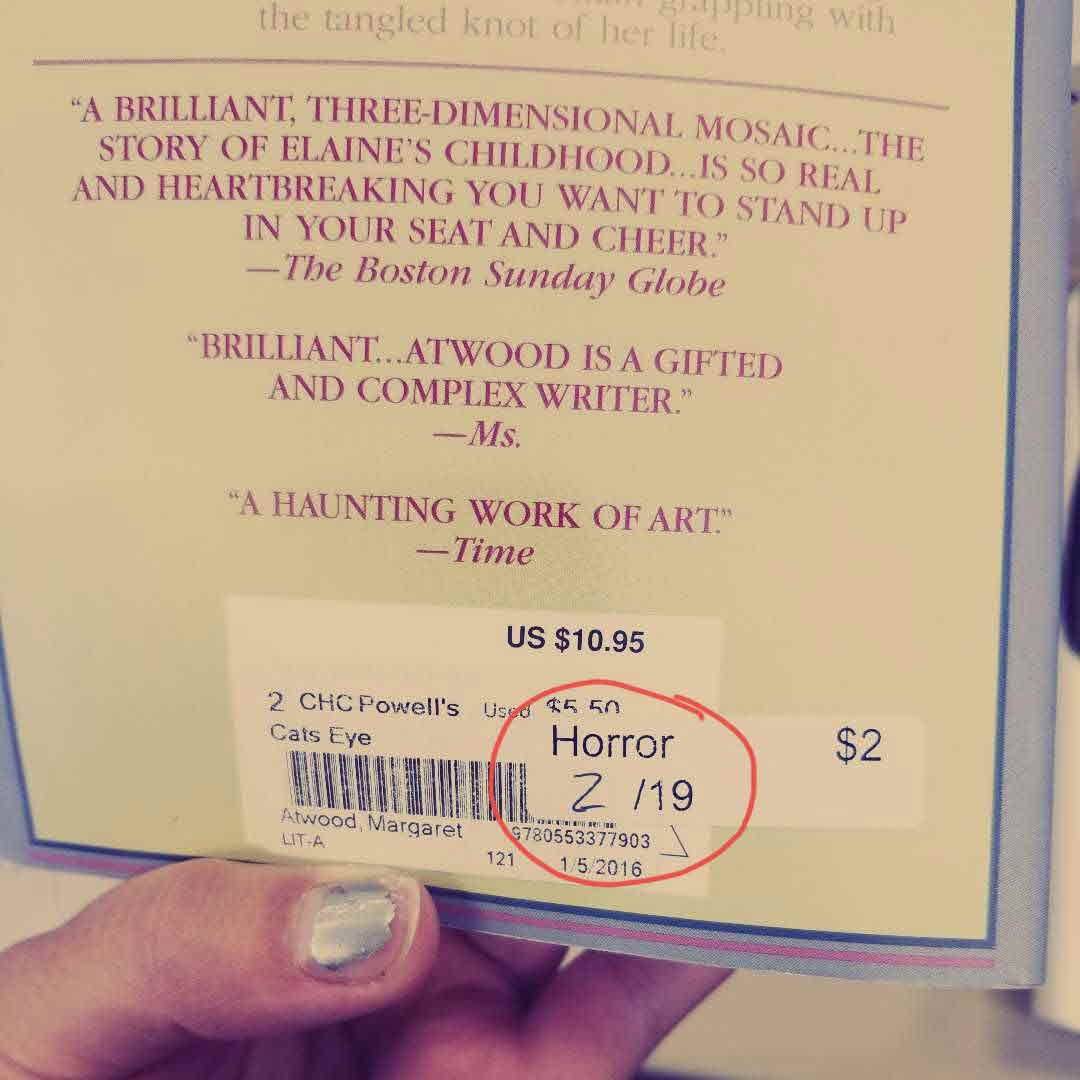 grappling with
the tangled knot of her life.
“A BRILLIANT, THREE-DIMENSIONAL MOSAIC...THE
STORY OF ELAINE’S CHILDHOOD...IS SO REAL
AND HEARTBREAKING YOU WANT TO STAND UP
IN YOUR SEAT AND CHEER.”
—The Boston Sunday Globe
“BRILLIANT...ATWOOD IS A GIFTED
AND COMPLEX WRITER.”
—Ms.
“A HAUNTING WORK OF ART.”
—Time
US $10.95
2 CHC Powell's Used $5.50
Cats Eye
Horror
$2
2 /19
Atwood, Margaret
9780553377903
LIT-A
121 1/5/2016